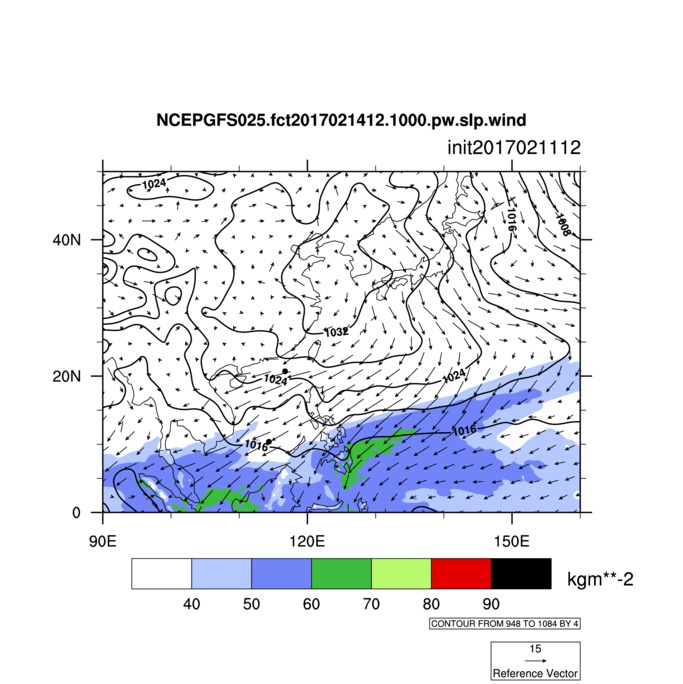 NCEPGFS025.fct2017021412.1000.pw.slp.wind
init2017021112
1024
1016
1008
40N
1032
20N
1024
1024
1016
1016
0
90E
120E
150E
40
50
60
70
80
90
kgm**-2
CONTOUR FROM 948 TO 1084 BY 4
15
Reference Vector